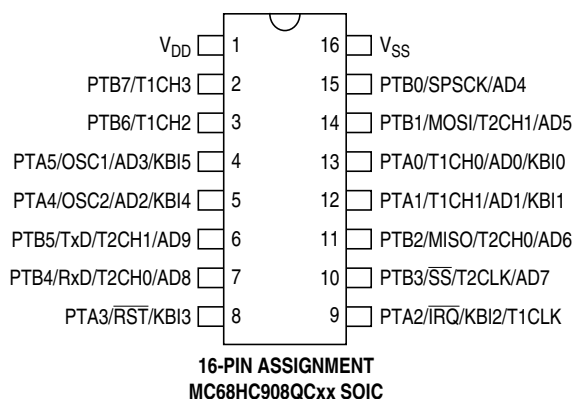 V_DD 1 16 V_SS
PTB7/T1CH3 2 15 PTB0/SPSCK/AD4
PTB6/T1CH2 3 14 PTB1/MOSI/T2CH1/AD5
PTA5/OSC1/AD3/KBI5 4 13 PTA0/T1CH0/AD0/KBI0
PTA4/OSC2/AD2/KBI4 5 12 PTA1/T1CH1/AD1/KBI1
PTB5/TxD/T2CH1/AD9 6 11 PTB2/MISO/T2CH0/AD6
PTB4/RxD/T2CH0/AD8 7 10 PTB3/S̅S̅/T2CLK/AD7
PTA3/R̅S̅T̅/KBI3 8 9 PTA2/I̅R̅Q̅/KBI2/T1CLK
16-PIN ASSIGNMENT
MC68HC908QCxx SOIC